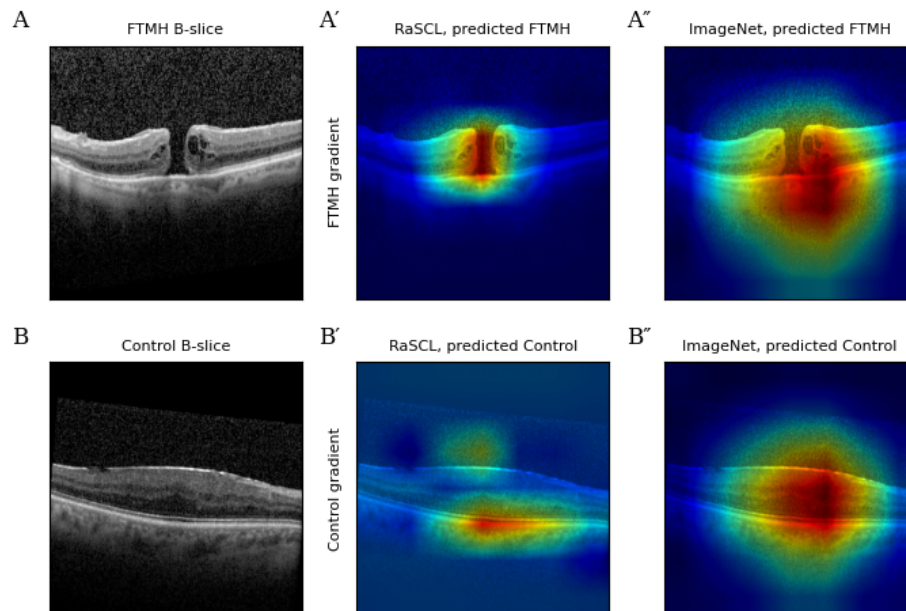 A
FTMH B-slice
A′
RaSCL, predicted FTMH
A″
ImageNet, predicted FTMH
FTMH gradient
B
Control B-slice
B′
RaSCL, predicted Control
B″
ImageNet, predicted Control
Control gradient